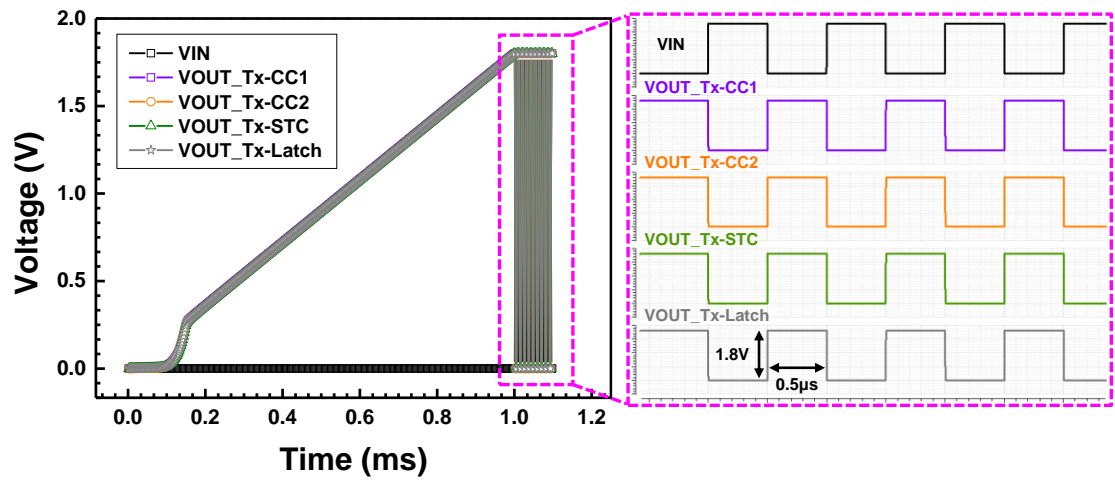 2.0
1.5
1.0
0.5
0.0
Voltage (V)
VIN
VOUT_Tx-CC1
VOUT_Tx-CC2
VOUT_Tx-STC
VOUT_Tx-Latch
0.0 0.2 0.4 0.6 0.8 1.0 1.2
Time (ms)
VIN
VOUT_Tx-CC1
VOUT_Tx-CC2
VOUT_Tx-STC
VOUT_Tx-Latch
1.8V
0.5μs